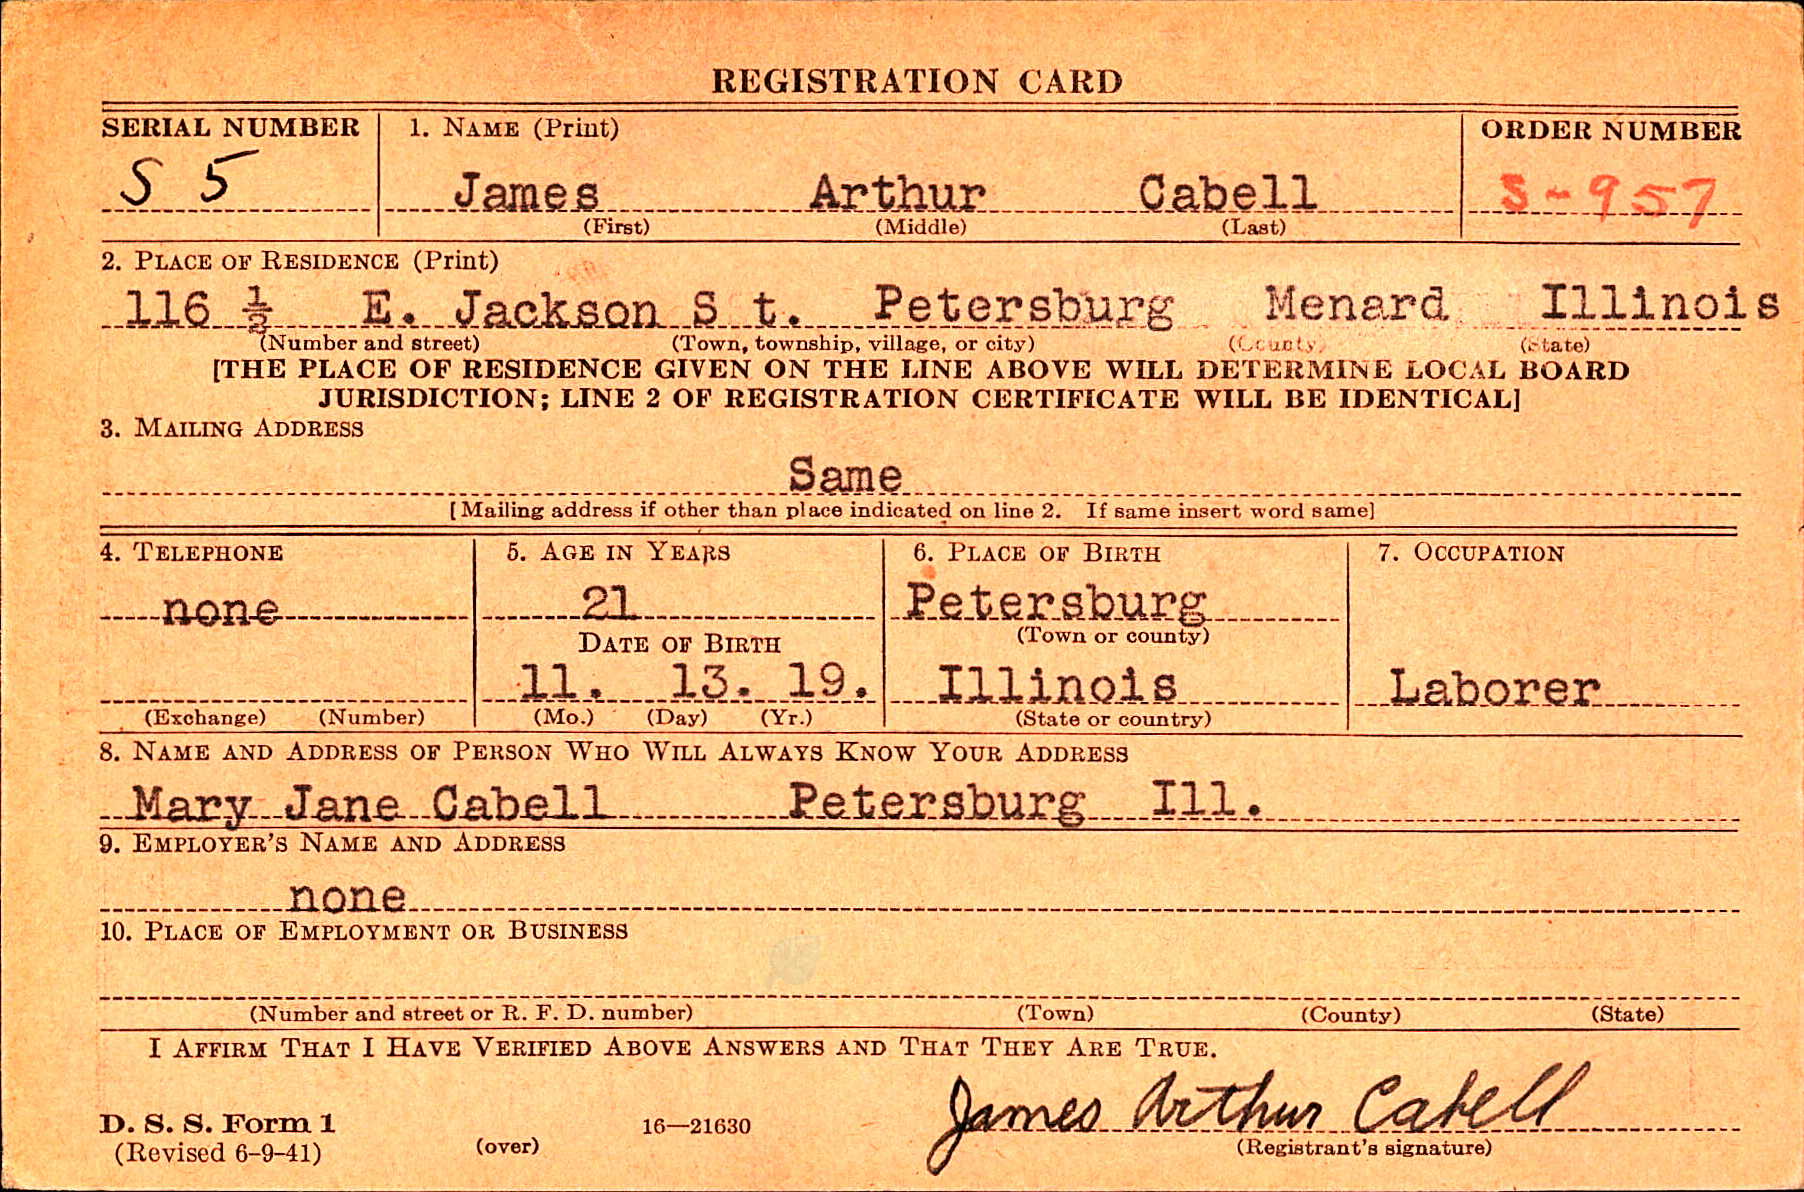 REGISTRATION CARD
SERIAL NUMBER 1. NAME (Print) ORDER NUMBER
S 5 James Arthur Cabell S-957
(First) (Middle) (Last)
2. PLACE OF RESIDENCE (Print)
116 ½ E. Jackson S t. Petersburg Menard Illinois
(Number and street) (Town, township, village, or city) (County) (State)
[THE PLACE OF RESIDENCE GIVEN ON THE LINE ABOVE WILL DETERMINE LOCAL BOARD
JURISDICTION; LINE 2 OF REGISTRATION CERTIFICATE WILL BE IDENTICAL]
3. MAILING ADDRESS
Same
[Mailing address if other than place indicated on line 2. If same insert word same]
4. TELEPHONE 5. AGE IN YEARS 6. PLACE OF BIRTH 7. OCCUPATION
none 21 Petersburg
DATE OF BIRTH (Town or county)
11. 13. 19. Illinois Laborer
(Exchange) (Number) (Mo.) (Day) (Yr.) (State or country)
8. NAME AND ADDRESS OF PERSON WHO WILL ALWAYS KNOW YOUR ADDRESS
Mary Jane Cabell Petersburg Ill.
9. EMPLOYER'S NAME AND ADDRESS
none
10. PLACE OF EMPLOYMENT OR BUSINESS
(Number and street or R. F. D. number) (Town) (County) (State)
I AFFIRM THAT I HAVE VERIFIED ABOVE ANSWERS AND THAT THEY ARE TRUE.
James Arthur Cabell
D. S. S. Form 1 16—21630
(Revised 6-9-41) (over) (Registrant's signature)